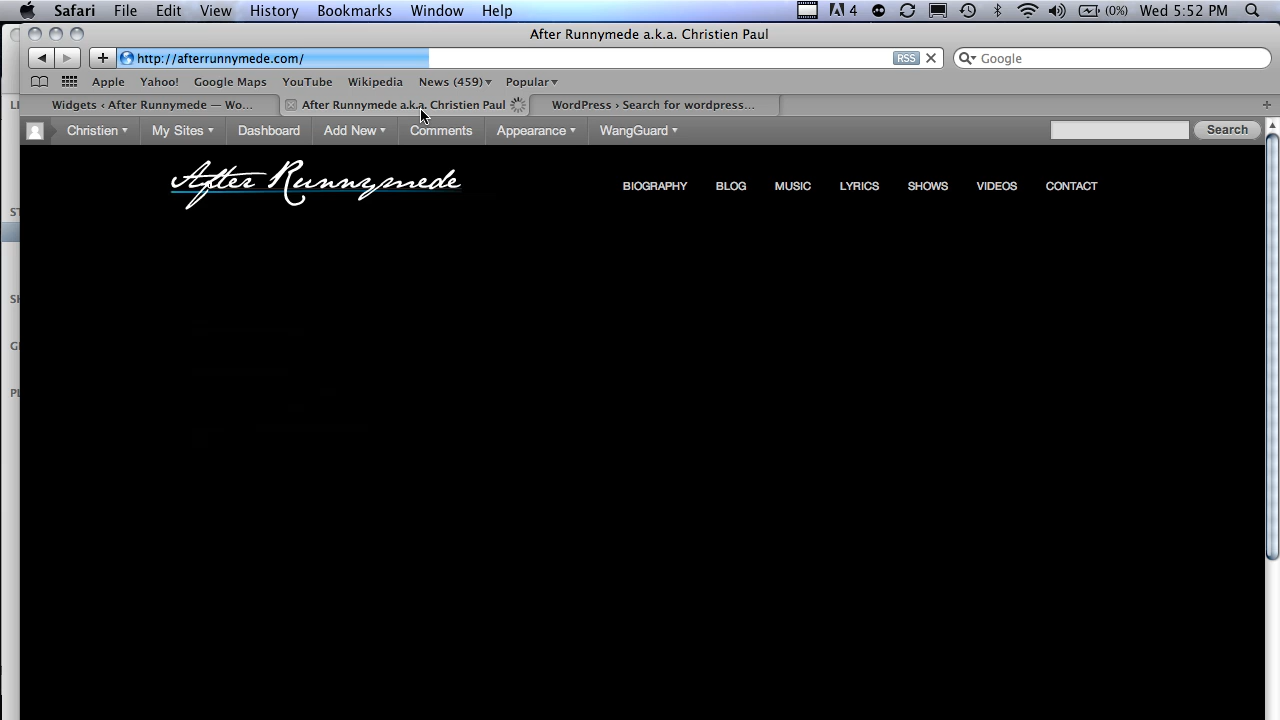 Safari File Edit View History Bookmarks Window Help 4 (0%) Wed 5:52 PM
After Runnymede a.k.a. Christien Paul
http://afterrunnymede.com/ RSS Google
Apple Yahoo! Google Maps YouTube Wikipedia News (459) Popular
Widgets ‹ After Runnymede — Wo... After Runnymede a.k.a. Christien Paul WordPress › Search for wordpress...
Christien My Sites Dashboard Add New Comments Appearance WangGuard Search
After Runnymede BIOGRAPHY BLOG MUSIC LYRICS SHOWS VIDEOS CONTACT